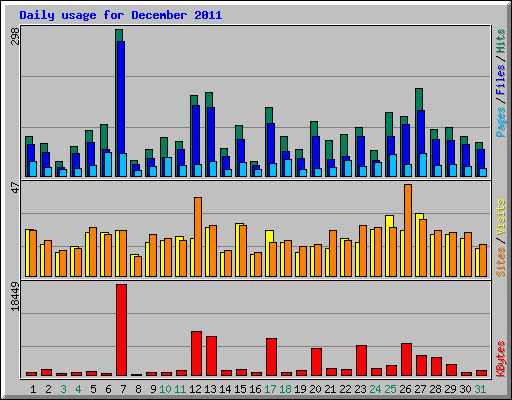 Daily usage for December 2011
298
Pages / Files / Hits
47
Sites / Visits
18449
KBytes
1 2 3 4 5 6 7 8 9 10 11 12 13 14 15 16 17 18 19 20 21 22 23 24 25 26 27 28 29 30 31